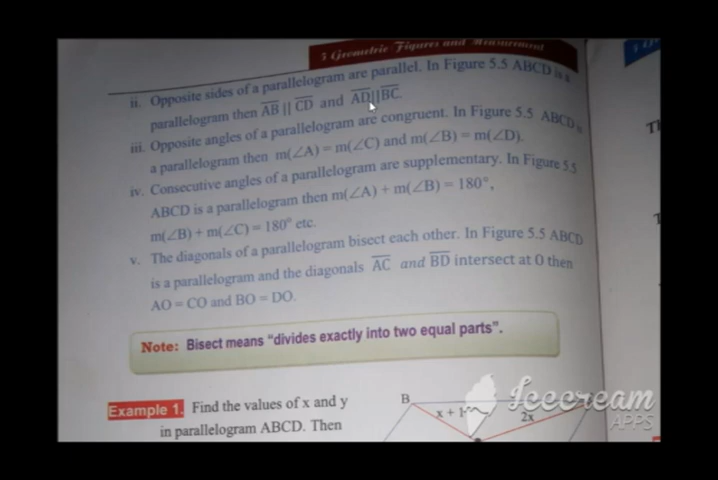 5 Geometric Figures and Measurement
ii. Opposite sides of a parallelogram are parallel. In Figure 5.5 ABCD is a
parallelogram then AB || CD and AD||BC.
iii. Opposite angles of a parallelogram are congruent. In Figure 5.5 ABCD is
a parallelogram then m(∠A) = m(∠C) and m(∠B) = m(∠D).
iv. Consecutive angles of a parallelogram are supplementary. In Figure 5.5
ABCD is a parallelogram then m(∠A) + m(∠B) = 180°,
m(∠B) + m(∠C) = 180° etc.
v. The diagonals of a parallelogram bisect each other. In Figure 5.5 ABCD
is a parallelogram and the diagonals AC and BD intersect at O then
AO = CO and BO = DO.
Note: Bisect means “divides exactly into two equal parts”.
Example 1. Find the values of x and y
in parallelogram ABCD. Then
B
x + 1
2x
Icecream
APPS